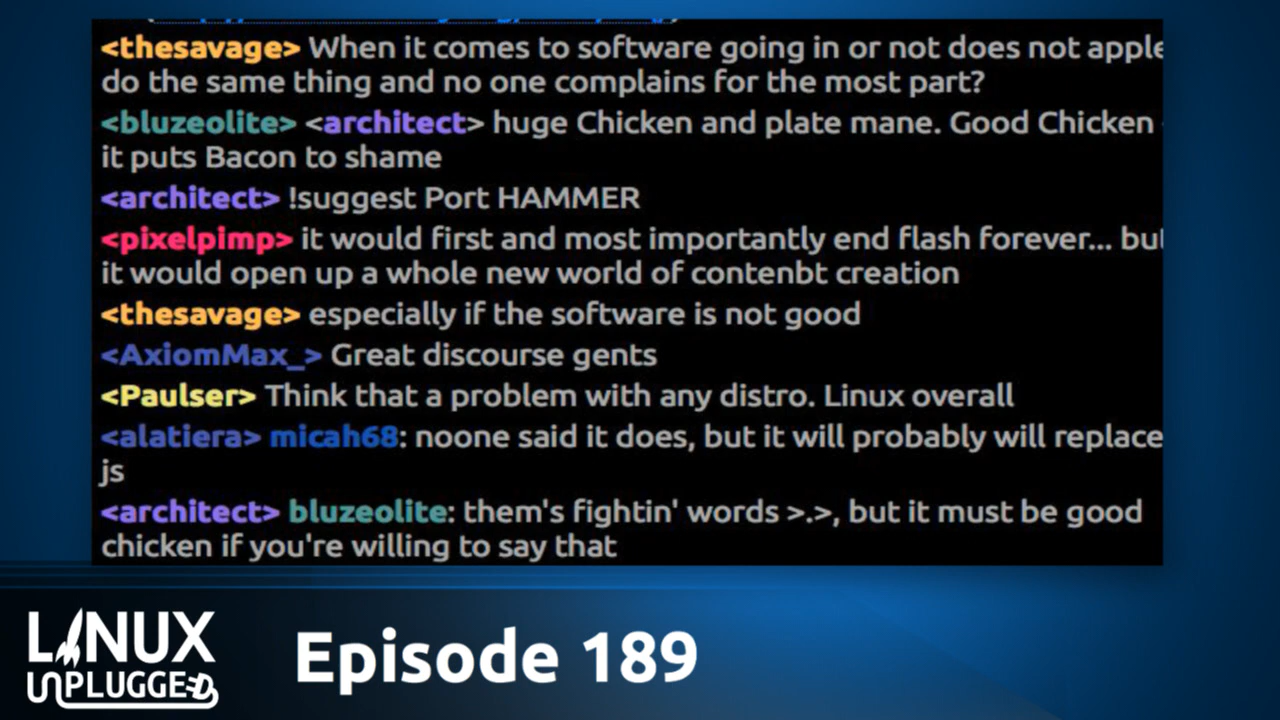 <thesavage> When it comes to software going in or not does not apple
do the same thing and no one complains for the most part?
<bluzeolite> <architect> huge Chicken and plate mane. Good Chicken
it puts Bacon to shame
<architect> !suggest Port HAMMER
<pixelpimp> it would first and most importantly end flash forever... but
it would open up a whole new world of contenbt creation
<thesavage> especially if the software is not good
<AxiomMax_> Great discourse gents
<Paulser> Think that a problem with any distro. Linux overall
<alatiera> micah68: noone said it does, but it will probably will replace
js
<architect> bluzeolite: them's fightin' words >.>, but it must be good
chicken if you're willing to say that
LINUX
UNPLUGGED
Episode 189